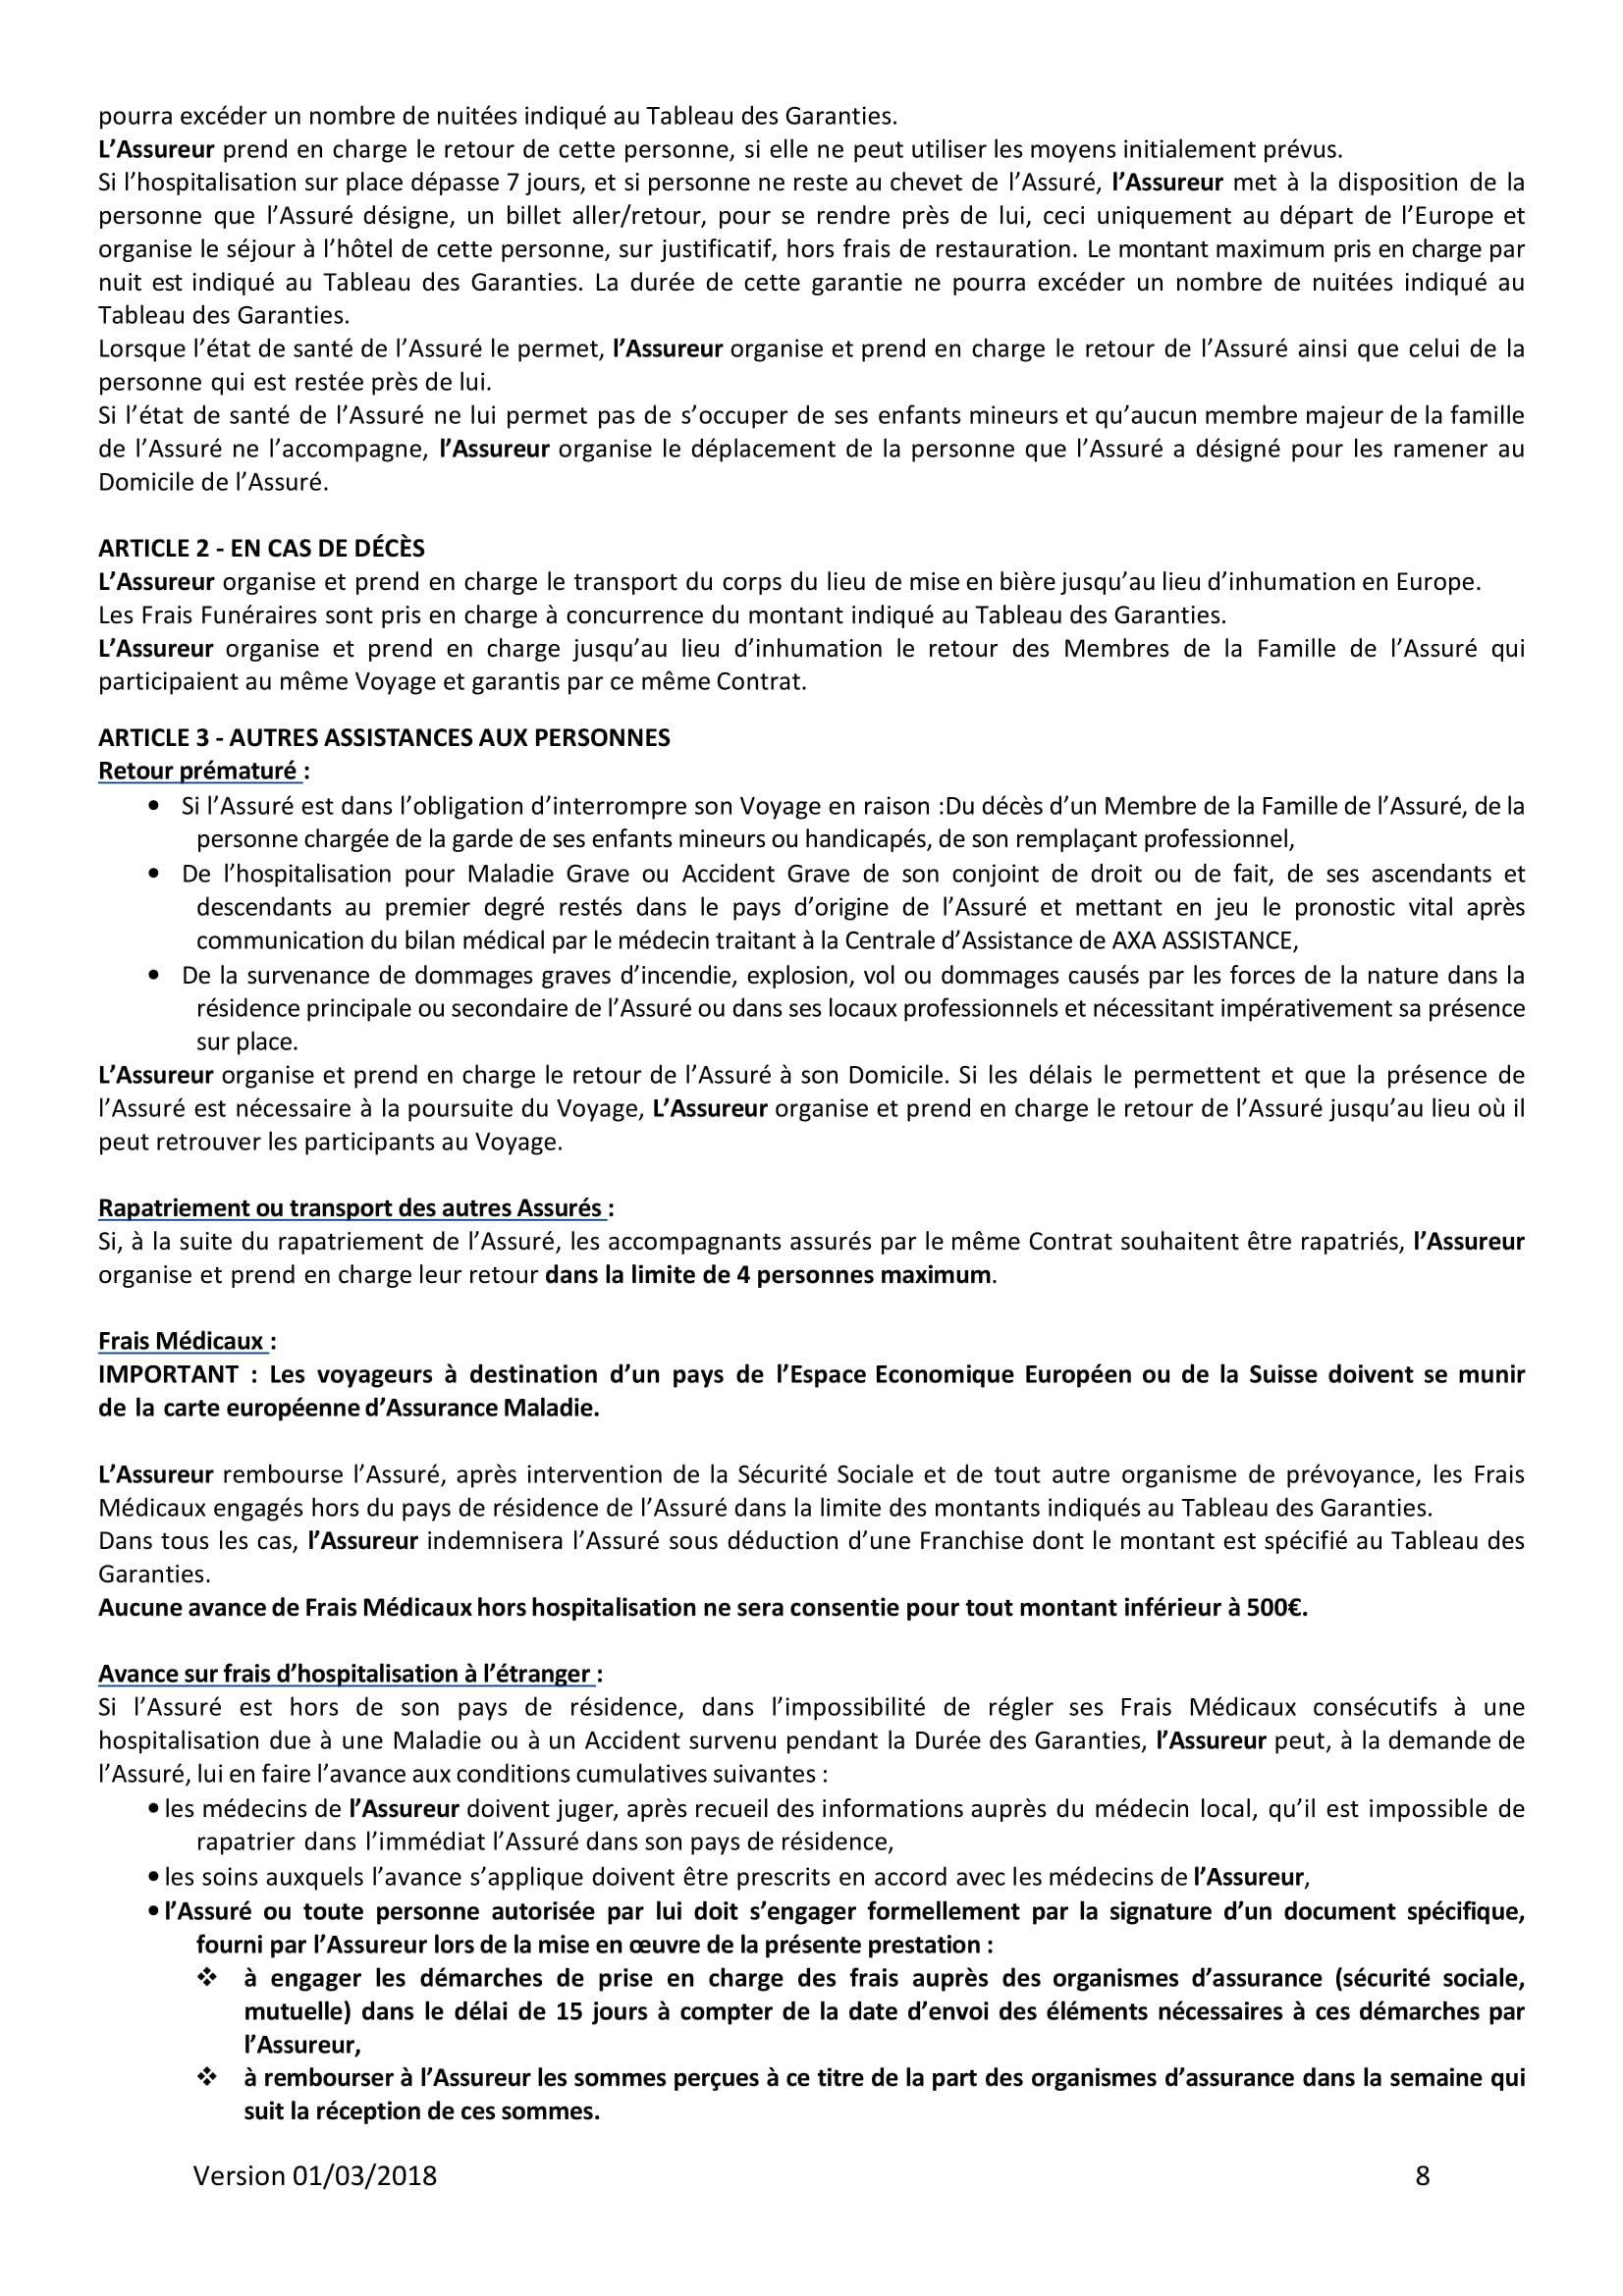 pourra excéder un nombre de nuitées indiqué au Tableau des Garanties.
L’Assureur prend en charge le retour de cette personne, si elle ne peut utiliser les moyens initialement prévus.
Si l’hospitalisation sur place dépasse 7 jours, et si personne ne reste au chevet de l’Assuré, l’Assureur met à la disposition de la
personne que l’Assuré désigne, un billet aller/retour, pour se rendre près de lui, ceci uniquement au départ de l’Europe et
organise le séjour à l’hôtel de cette personne, sur justificatif, hors frais de restauration. Le montant maximum pris en charge par
nuit est indiqué au Tableau des Garanties. La durée de cette garantie ne pourra excéder un nombre de nuitées indiqué au
Tableau des Garanties.
Lorsque l’état de santé de l’Assuré le permet, l’Assureur organise et prend en charge le retour de l’Assuré ainsi que celui de la
personne qui est restée près de lui.
Si l’état de santé de l’Assuré ne lui permet pas de s’occuper de ses enfants mineurs et qu’aucun membre majeur de la famille
de l’Assuré ne l’accompagne, l’Assureur organise le déplacement de la personne que l’Assuré a désigné pour les ramener au
Domicile de l’Assuré.
ARTICLE 2 - EN CAS DE DÉCÈS
L’Assureur organise et prend en charge le transport du corps du lieu de mise en bière jusqu’au lieu d’inhumation en Europe.
Les Frais Funéraires sont pris en charge à concurrence du montant indiqué au Tableau des Garanties.
L’Assureur organise et prend en charge jusqu’au lieu d’inhumation le retour des Membres de la Famille de l’Assuré qui
participaient au même Voyage et garantis par ce même Contrat.
ARTICLE 3 - AUTRES ASSISTANCES AUX PERSONNES
Retour prématuré :
• Si l’Assuré est dans l’obligation d’interrompre son Voyage en raison :Du décès d’un Membre de la Famille de l’Assuré, de la
personne chargée de la garde de ses enfants mineurs ou handicapés, de son remplaçant professionnel,
• De l’hospitalisation pour Maladie Grave ou Accident Grave de son conjoint de droit ou de fait, de ses ascendants et
descendants au premier degré restés dans le pays d’origine de l’Assuré et mettant en jeu le pronostic vital après
communication du bilan médical par le médecin traitant à la Centrale d’Assistance de AXA ASSISTANCE,
• De la survenance de dommages graves d’incendie, explosion, vol ou dommages causés par les forces de la nature dans la
résidence principale ou secondaire de l’Assuré ou dans ses locaux professionnels et nécessitant impérativement sa présence
sur place.
L’Assureur organise et prend en charge le retour de l’Assuré à son Domicile. Si les délais le permettent et que la présence de
l’Assuré est nécessaire à la poursuite du Voyage, L’Assureur organise et prend en charge le retour de l’Assuré jusqu’au lieu où il
peut retrouver les participants au Voyage.
Rapatriement ou transport des autres Assurés :
Si, à la suite du rapatriement de l’Assuré, les accompagnants assurés par le même Contrat souhaitent être rapatriés, l’Assureur
organise et prend en charge leur retour dans la limite de 4 personnes maximum.
Frais Médicaux :
IMPORTANT : Les voyageurs à destination d’un pays de l’Espace Economique Européen ou de la Suisse doivent se munir
de la carte européenne d’Assurance Maladie.
L’Assureur rembourse l’Assuré, après intervention de la Sécurité Sociale et de tout autre organisme de prévoyance, les Frais
Médicaux engagés hors du pays de résidence de l’Assuré dans la limite des montants indiqués au Tableau des Garanties.
Dans tous les cas, l’Assureur indemnisera l’Assuré sous déduction d’une Franchise dont le montant est spécifié au Tableau des
Garanties.
Aucune avance de Frais Médicaux hors hospitalisation ne sera consentie pour tout montant inférieur à 500€.
Avance sur frais d’hospitalisation à l’étranger :
Si l’Assuré est hors de son pays de résidence, dans l’impossibilité de régler ses Frais Médicaux consécutifs à une
hospitalisation due à une Maladie ou à un Accident survenu pendant la Durée des Garanties, l’Assureur peut, à la demande de
l’Assuré, lui en faire l’avance aux conditions cumulatives suivantes :
• les médecins de l’Assureur doivent juger, après recueil des informations auprès du médecin local, qu’il est impossible de
rapatrier dans l’immédiat l’Assuré dans son pays de résidence,
• les soins auxquels l’avance s’applique doivent être prescrits en accord avec les médecins de l’Assureur,
• l’Assuré ou toute personne autorisée par lui doit s’engager formellement par la signature d’un document spécifique,
fourni par l’Assureur lors de la mise en œuvre de la présente prestation :
❖ à engager les démarches de prise en charge des frais auprès des organismes d’assurance (sécurité sociale,
mutuelle) dans le délai de 15 jours à compter de la date d’envoi des éléments nécessaires à ces démarches par
l’Assureur,
❖ à rembourser à l’Assureur les sommes perçues à ce titre de la part des organismes d’assurance dans la semaine qui
suit la réception de ces sommes.
Version 01/03/2018 8